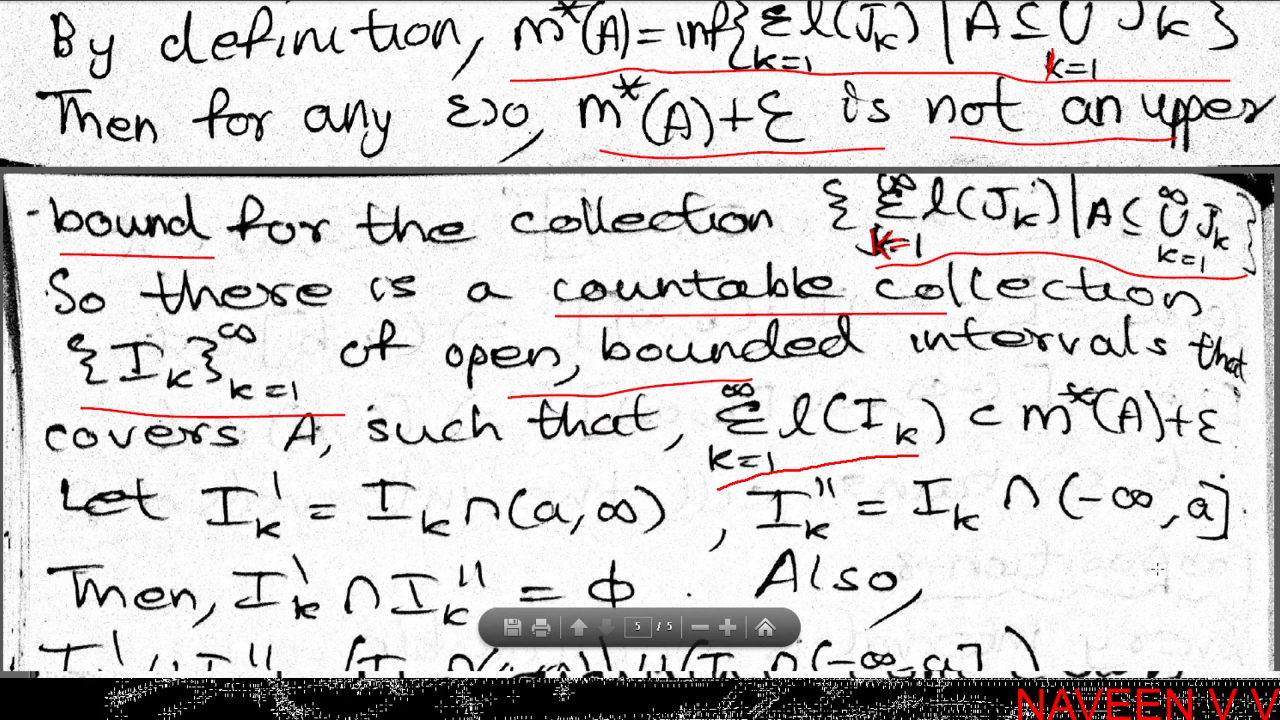 By definition, m*(A) = inf{ Σ_{k=1} l(J_k) | A ⊆ ∪_{k=1} J_k }
Then for any ε>0, m*(A)+ε is not an upper
-bound for the collection { Σ_{k=1}^∞ l(J_k) | A ⊆ ∪_{k=1}^∞ J_k }
So there is a countable collection
{I_k}_{k=1}^∞ of open, bounded intervals that
covers A, such that, Σ_{k=1}^∞ l(I_k) < m*(A)+ε
Let I_k' = I_k ∩ (a, ∞), I_k'' = I_k ∩ (-∞, a].
Then, I_k' ∩ I_k'' = φ. Also,
5 / 5
NAVEEN.V V